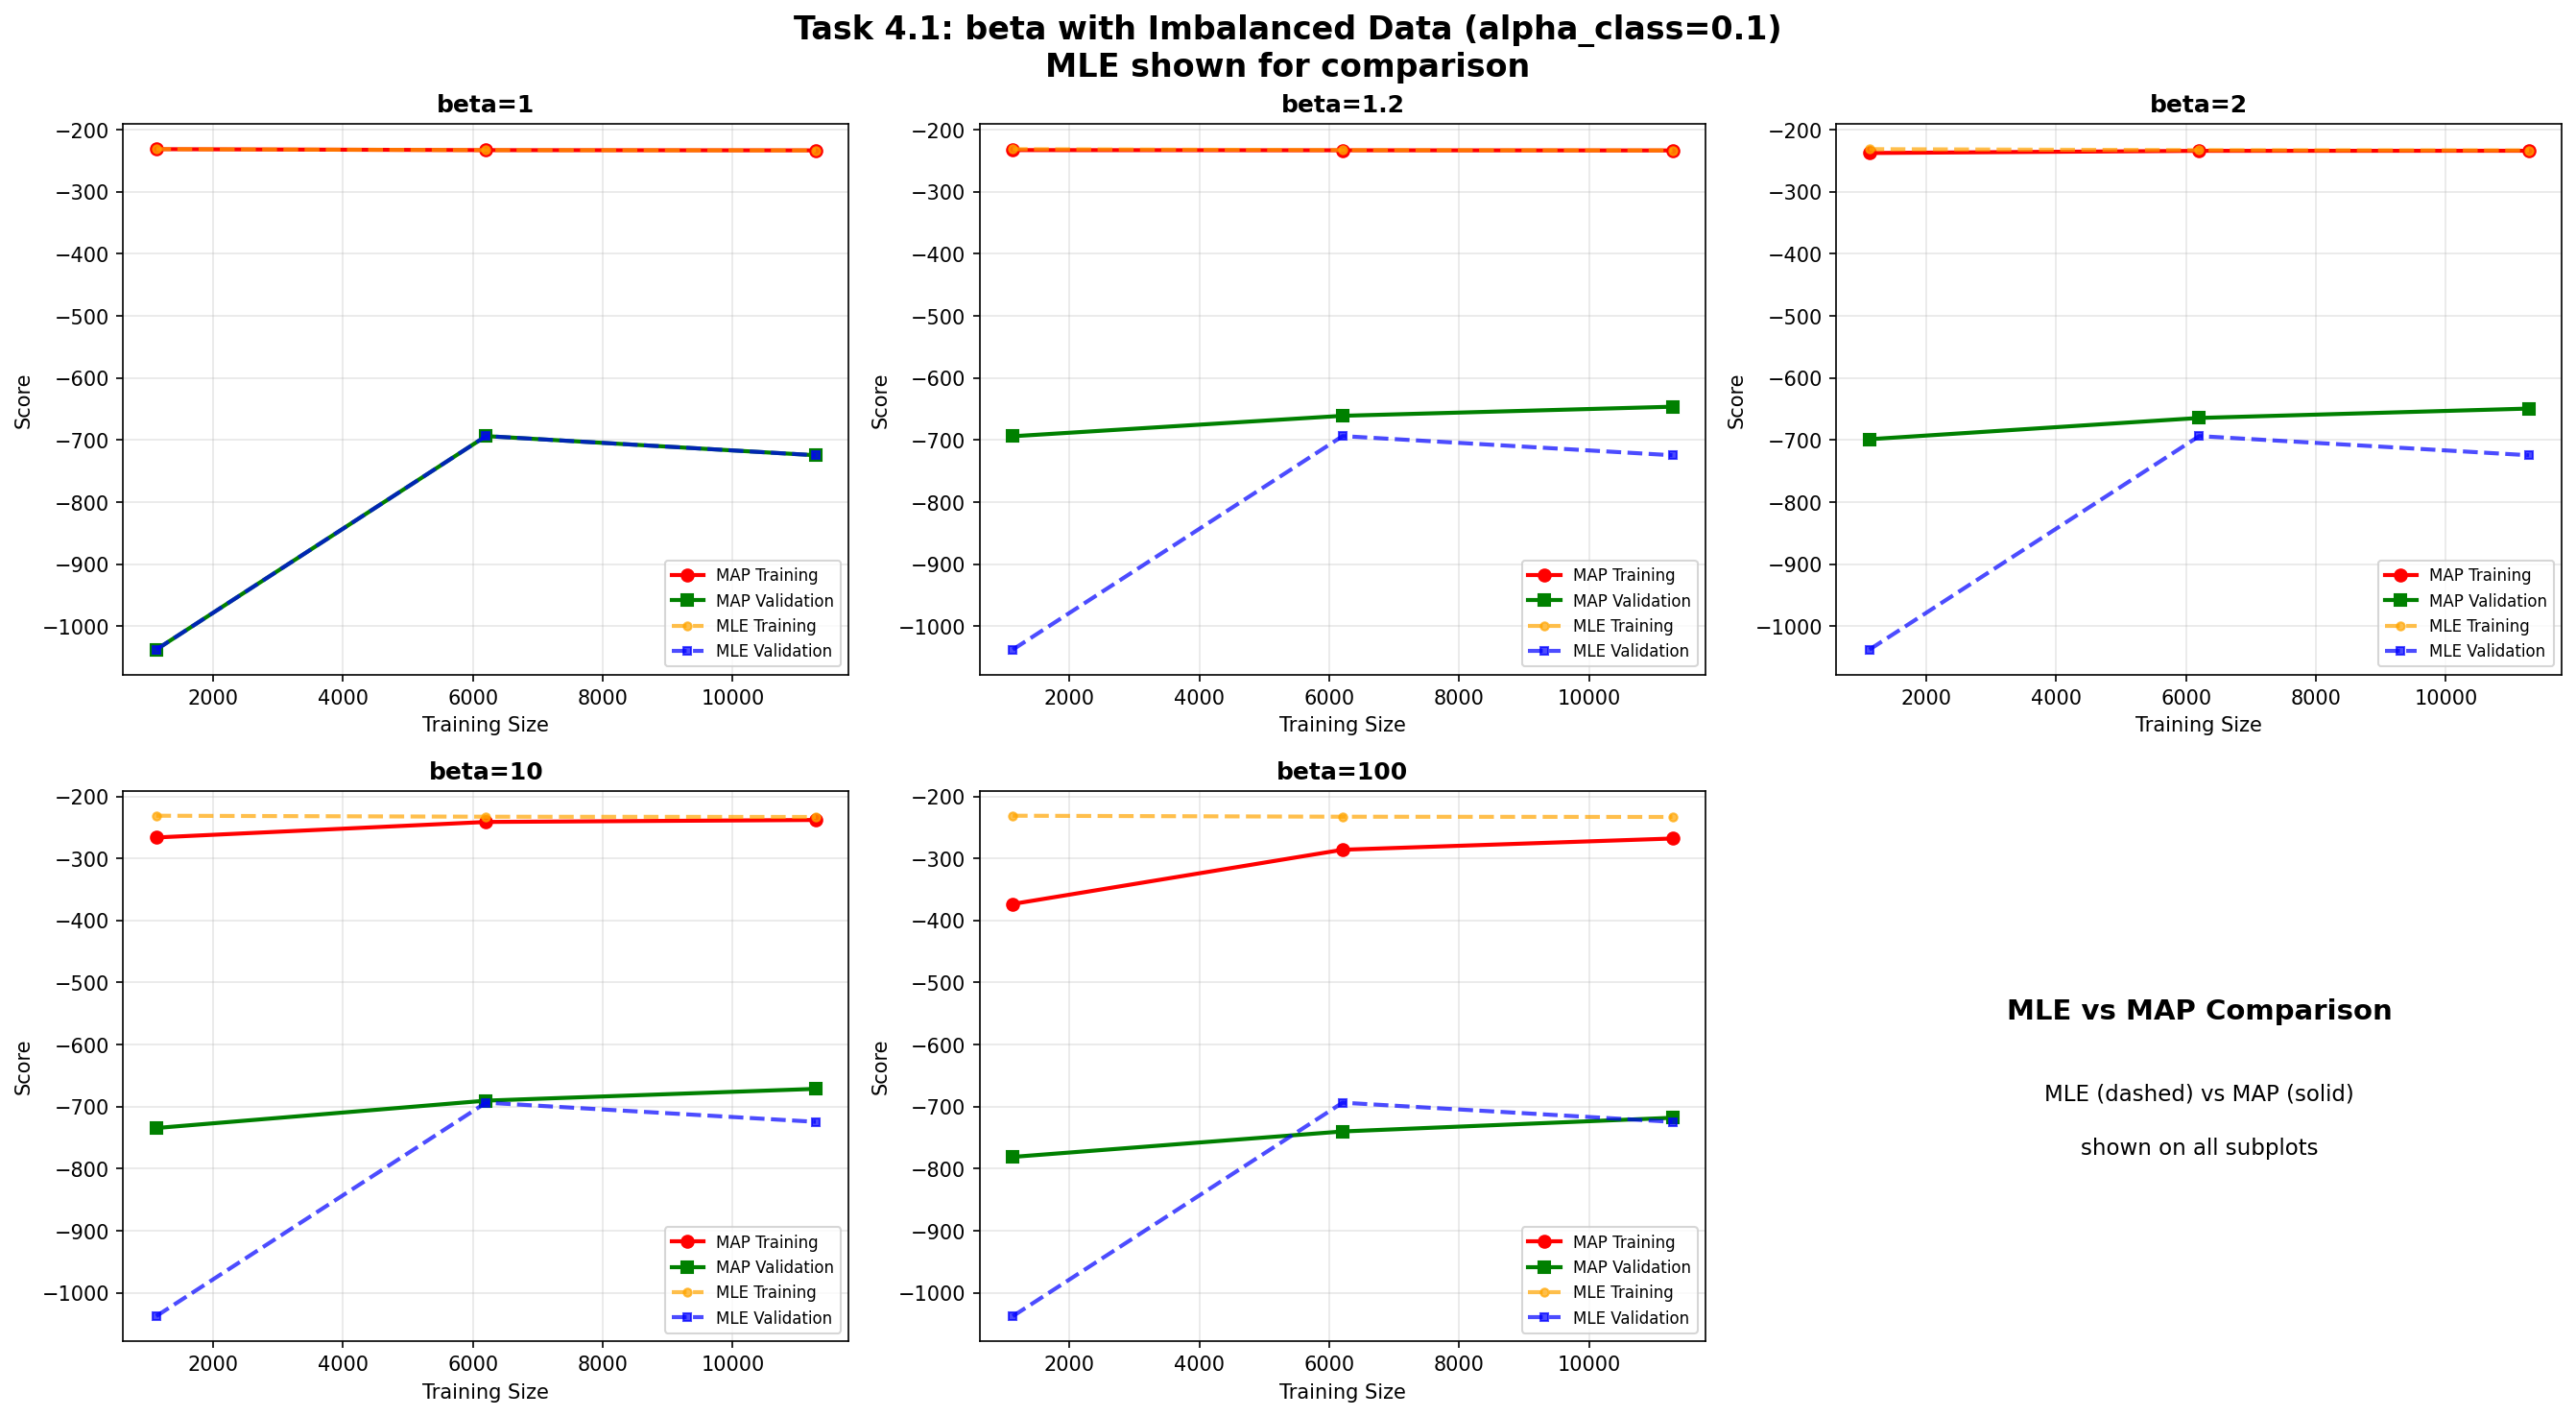 Task 4.1: beta with Imbalanced Data (alpha_class=0.1)
MLE shown for comparison
beta=1
−200
−300
−400
−500
−600
−700
−800
−900
−1000
Score
2000
4000
6000
8000
10000
Training Size
MAP Training
MAP Validation
MLE Training
MLE Validation
beta=1.2
−200
−300
−400
−500
−600
−700
−800
−900
−1000
Score
2000
4000
6000
8000
10000
Training Size
MAP Training
MAP Validation
MLE Training
MLE Validation
beta=2
−200
−300
−400
−500
−600
−700
−800
−900
−1000
Score
2000
4000
6000
8000
10000
Training Size
MAP Training
MAP Validation
MLE Training
MLE Validation
beta=10
−200
−300
−400
−500
−600
−700
−800
−900
−1000
Score
2000
4000
6000
8000
10000
Training Size
MAP Training
MAP Validation
MLE Training
MLE Validation
beta=100
−200
−300
−400
−500
−600
−700
−800
−900
−1000
Score
2000
4000
6000
8000
10000
Training Size
MAP Training
MAP Validation
MLE Training
MLE Validation
MLE vs MAP Comparison
MLE (dashed) vs MAP (solid)
shown on all subplots